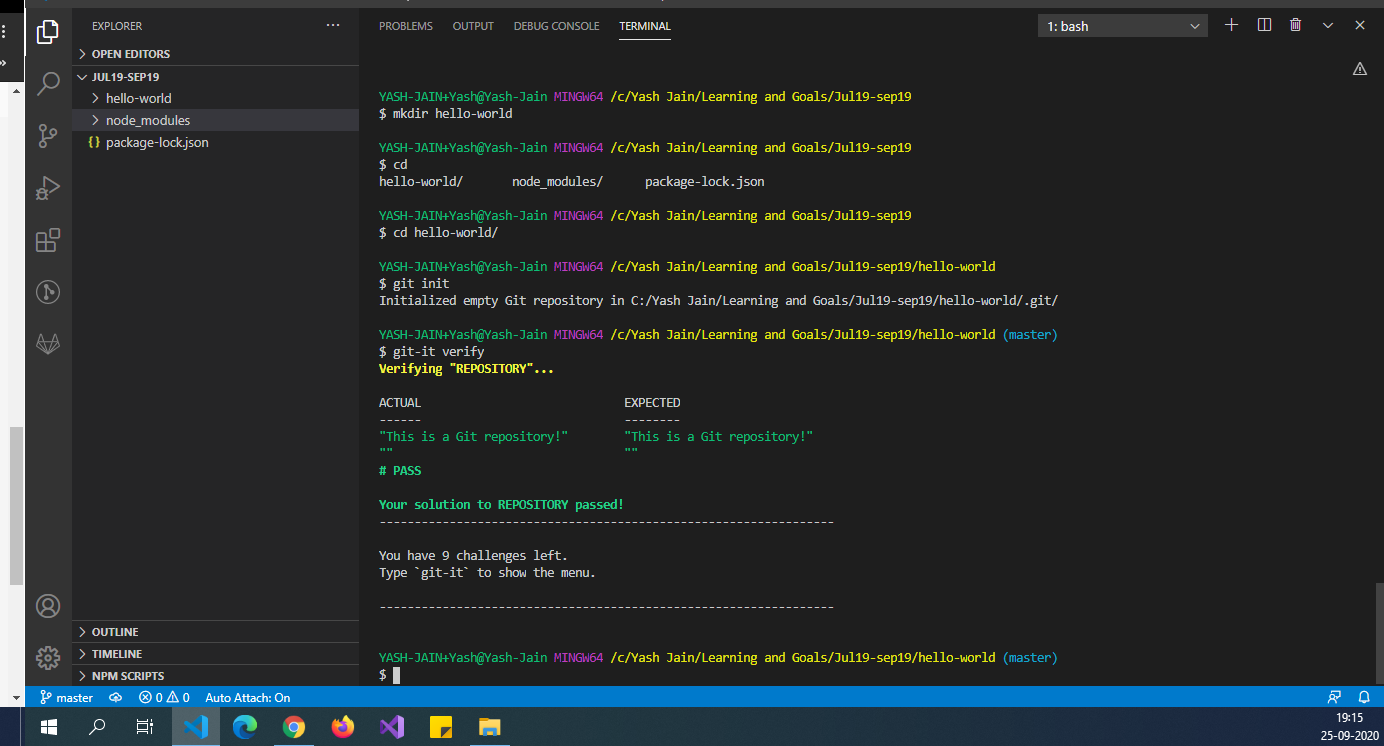 EXPLORER
OPEN EDITORS
JUL19-SEP19
hello-world
node_modules
{} package-lock.json
OUTLINE
TIMELINE
NPM SCRIPTS
PROBLEMS OUTPUT DEBUG CONSOLE TERMINAL
1: bash
YASH-JAIN+Yash@Yash-Jain MINGW64 /c/Yash Jain/Learning and Goals/Jul19-sep19
$ mkdir hello-world
YASH-JAIN+Yash@Yash-Jain MINGW64 /c/Yash Jain/Learning and Goals/Jul19-sep19
$ cd
hello-world/ node_modules/ package-lock.json
YASH-JAIN+Yash@Yash-Jain MINGW64 /c/Yash Jain/Learning and Goals/Jul19-sep19
$ cd hello-world/
YASH-JAIN+Yash@Yash-Jain MINGW64 /c/Yash Jain/Learning and Goals/Jul19-sep19/hello-world
$ git init
Initialized empty Git repository in C:/Yash Jain/Learning and Goals/Jul19-sep19/hello-world/.git/
YASH-JAIN+Yash@Yash-Jain MINGW64 /c/Yash Jain/Learning and Goals/Jul19-sep19/hello-world (master)
$ git-it verify
Verifying "REPOSITORY"...
ACTUAL EXPECTED
------ --------
"This is a Git repository!" "This is a Git repository!"
"" ""
# PASS
Your solution to REPOSITORY passed!
-----------------------------------------------------------------
You have 9 challenges left.
Type `git-it` to show the menu.
-----------------------------------------------------------------
YASH-JAIN+Yash@Yash-Jain MINGW64 /c/Yash Jain/Learning and Goals/Jul19-sep19/hello-world (master)
$
master 0 0 Auto Attach: On
19:15
25-09-2020